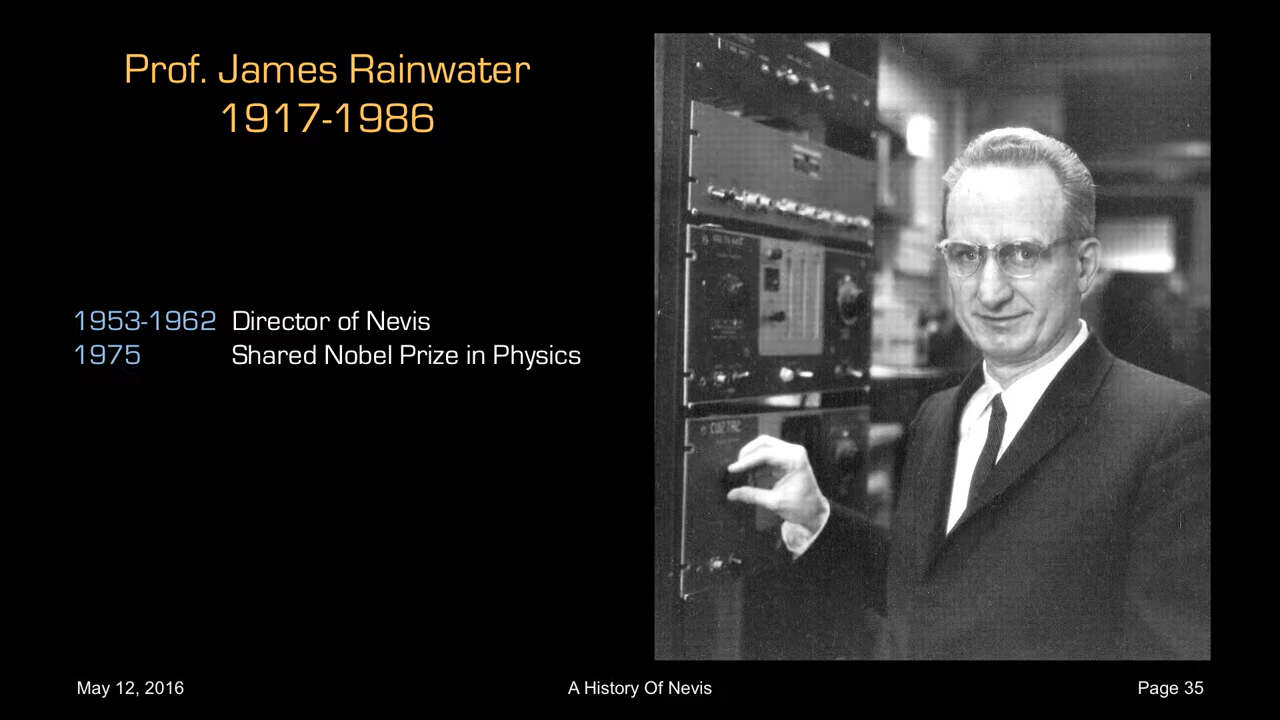 Prof. James Rainwater
1917-1986
1953-1962 Director of Nevis
1975 Shared Nobel Prize in Physics
May 12, 2016
A History Of Nevis
Page 35